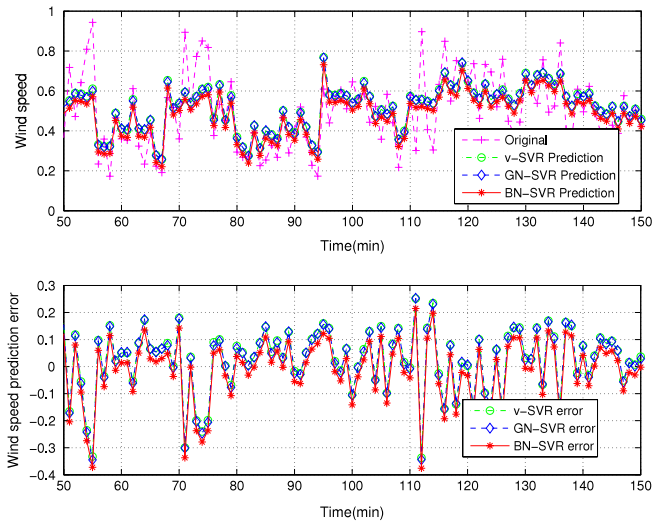 1
0.8
0.6
0.4
0.2
0
Wind speed
50 60 70 80 90 100 110 120 130 140 150
Time(min)
Original
v−SVR Prediction
GN−SVR Prediction
BN−SVR Prediction
0.3
0.2
0.1
0
−0.1
−0.2
−0.3
−0.4
Wind speed prediction error
50 60 70 80 90 100 110 120 130 140 150
Time(min)
v−SVR error
GN−SVR error
BN−SVR error